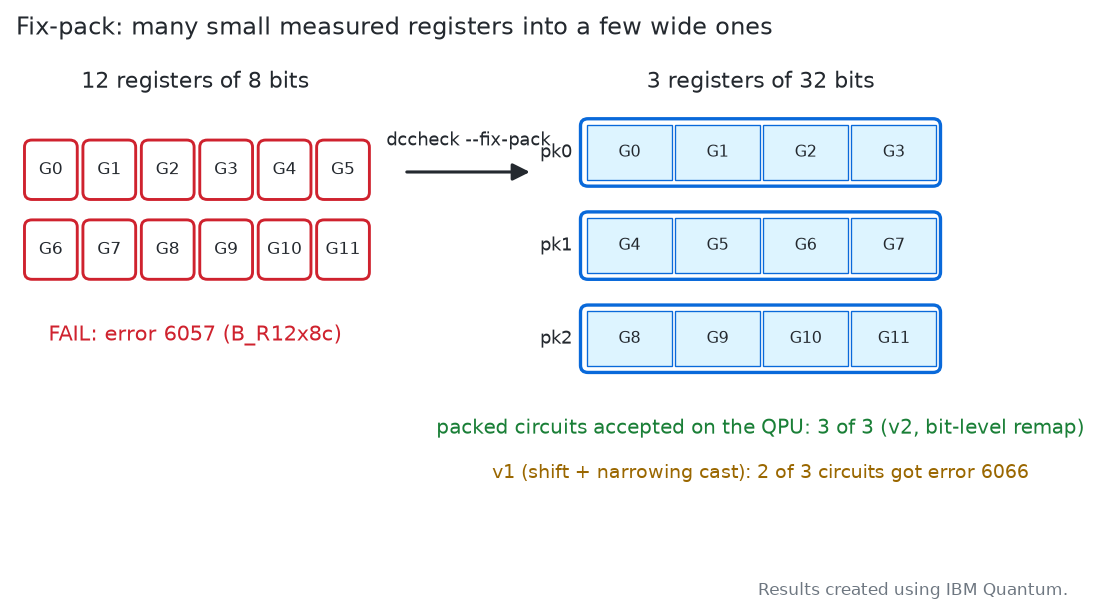 Fix-pack: many small measured registers into a few wide ones
12 registers of 8 bits
3 registers of 32 bits
dccheck --fix-pack
G0 G1 G2 G3 G4 G5
G6 G7 G8 G9 G10 G11
FAIL: error 6057 (B_R12x8c)
pk0 G0 G1 G2 G3
pk1 G4 G5 G6 G7
pk2 G8 G9 G10 G11
packed circuits accepted on the QPU: 3 of 3 (v2, bit-level remap)
v1 (shift + narrowing cast): 2 of 3 circuits got error 6066
Results created using IBM Quantum.